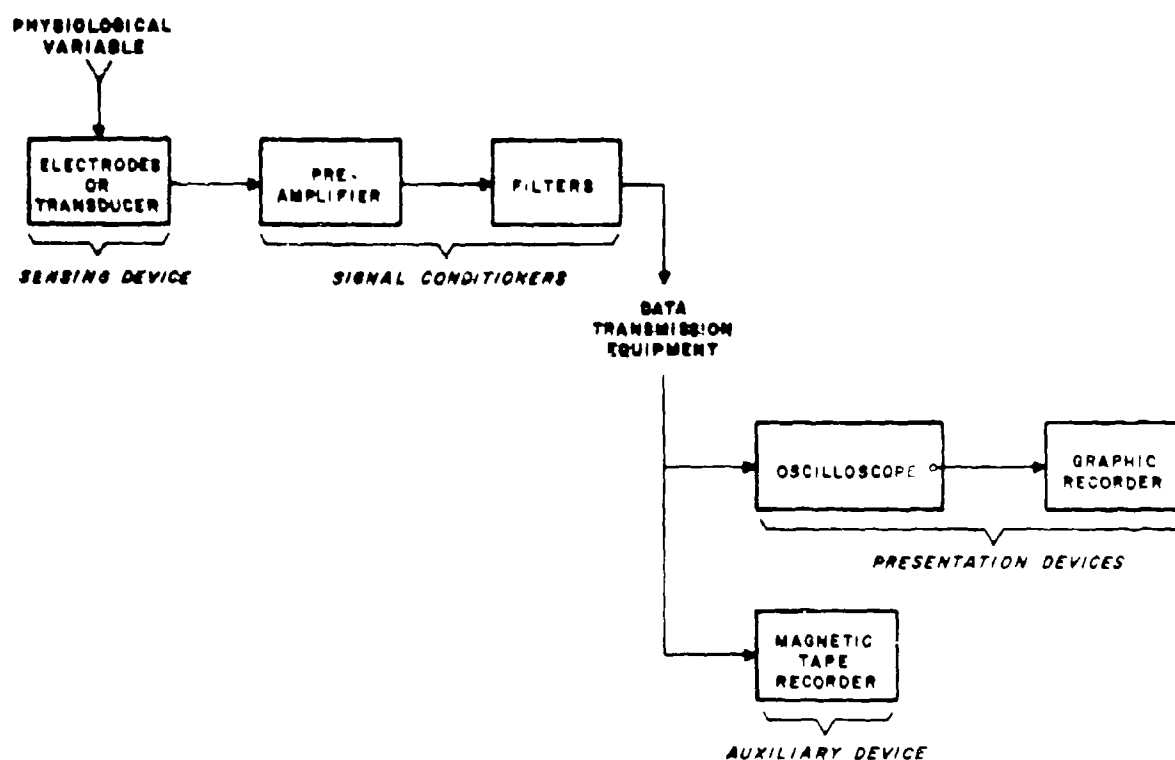 PHYSIOLOGICAL
VARIABLE
ELECTRODES
OR
TRANSDUCER
SENSING DEVICE
PRE-
AMPLIFIER
FILTERS
SIGNAL CONDITIONERS
DATA
TRANSMISSION
EQUIPMENT
OSCILLOSCOPE
GRAPHIC
RECORDER
PRESENTATION DEVICES
MAGNETIC
TAPE
RECORDER
AUXILIARY DEVICE